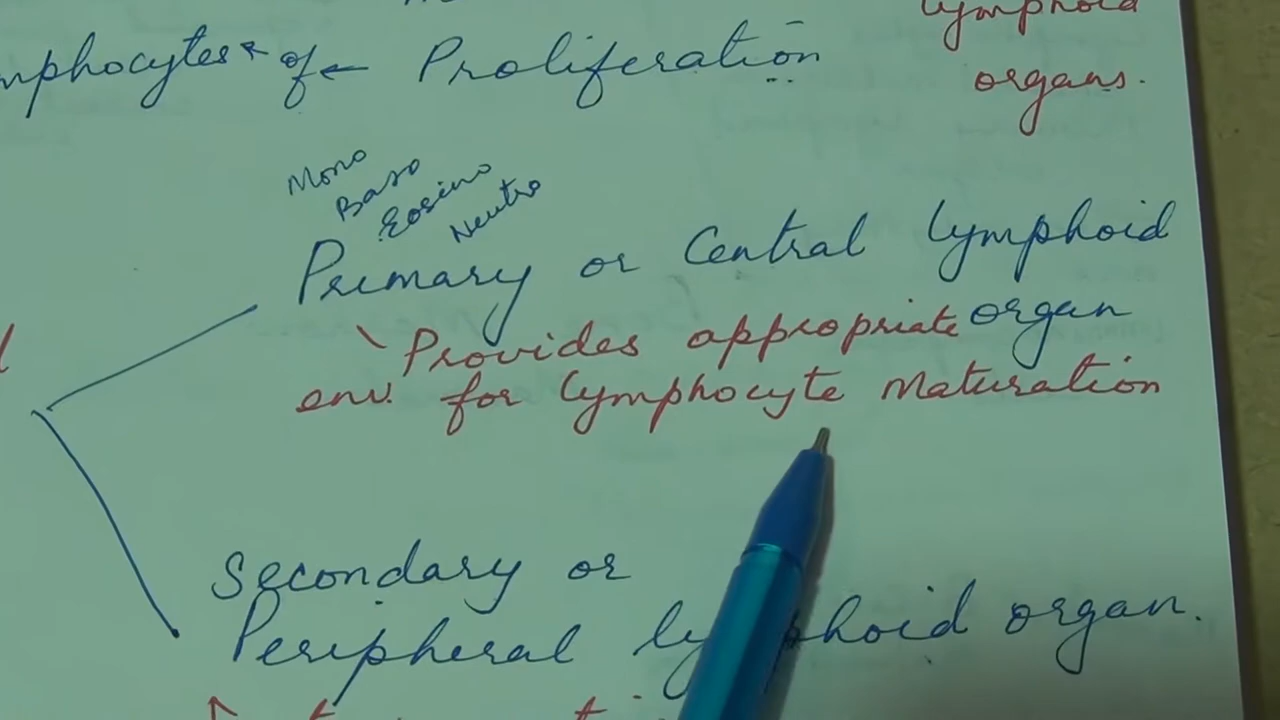 lymphoid
organs.
mphocytes of ← Proliferation
Mono
Baso
Eosino
Neutro
Primary or Central lymphoid
organ
Provides appropriate
env. for lymphocyte Maturation
Secondary or
Peripheral lymphoid organ.